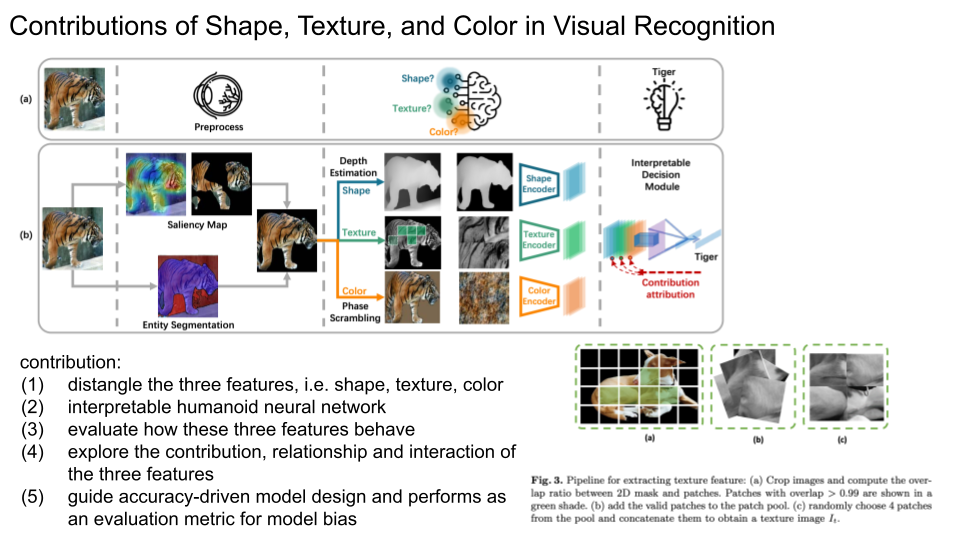 Contributions of Shape, Texture, and Color in Visual Recognition
(a)
Preprocess
Shape?
Texture?
Color?
Tiger
(b)
Saliency Map
Entity Segmentation
Depth
Estimation
Shape
Texture
Color
Phase
Scrambling
Shape
Encoder
Texture
Encoder
Color
Encoder
Interpretable
Decision
Module
Tiger
Contribution
attribution
contribution:
(1) distangle the three features, i.e. shape, texture, color
(2) interpretable humanoid neural network
(3) evaluate how these three features behave
(4) explore the contribution, relationship and interaction of
the three features
(5) guide accuracy-driven model design and performs as
an evaluation metric for model bias
(a)
(b)
(c)
Fig. 3. Pipeline for extracting texture feature: (a) Crop images and compute the over-
lap ratio between 2D mask and patches. Patches with overlap > 0.99 are shown in a
green shade. (b) add the valid patches to the patch pool. (c) randomly choose 4 patches
from the pool and concatenate them to obtain a texture image Iₜ.